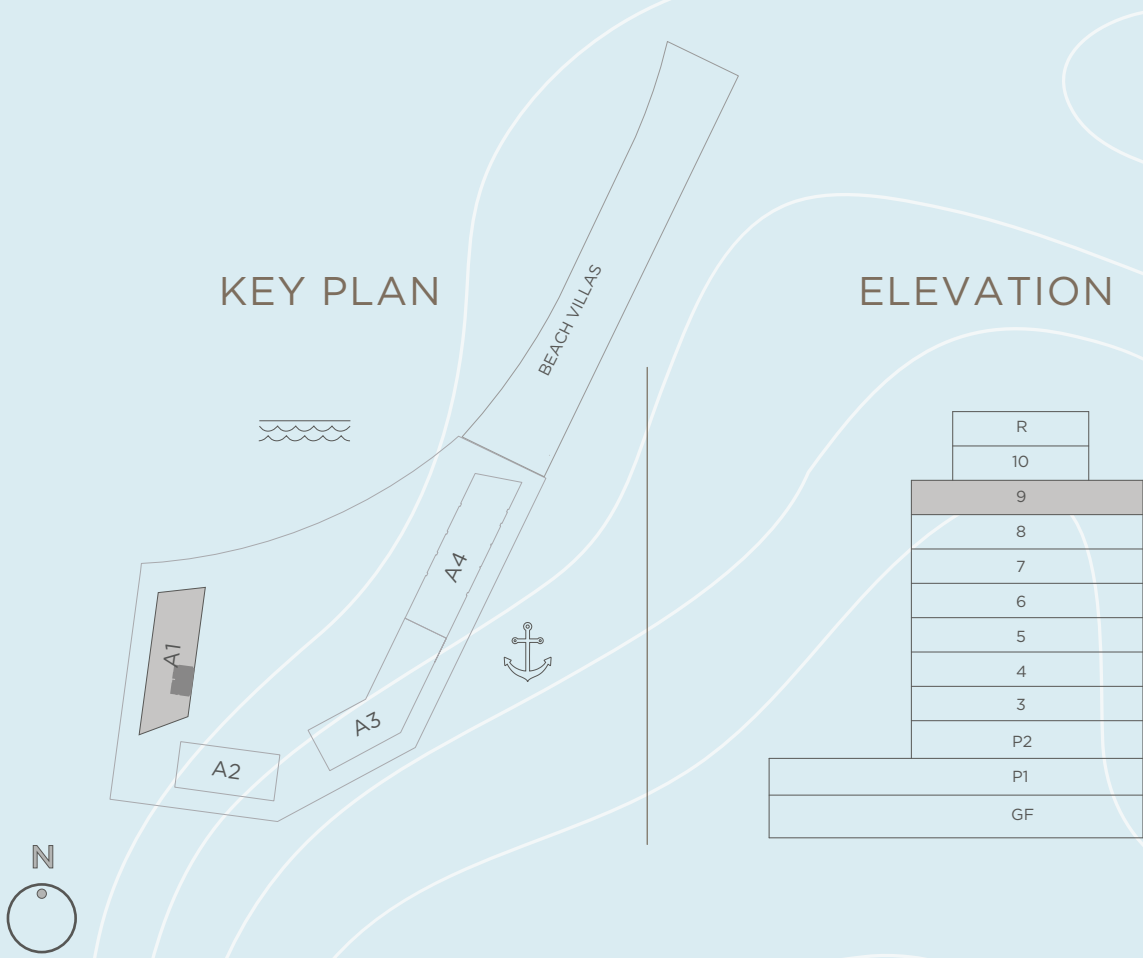 KEY PLAN
BEACH VILLAS
A4
A1
A3
A2
N
ELEVATION
R
10
9
8
7
6
5
4
3
P2
P1
GF